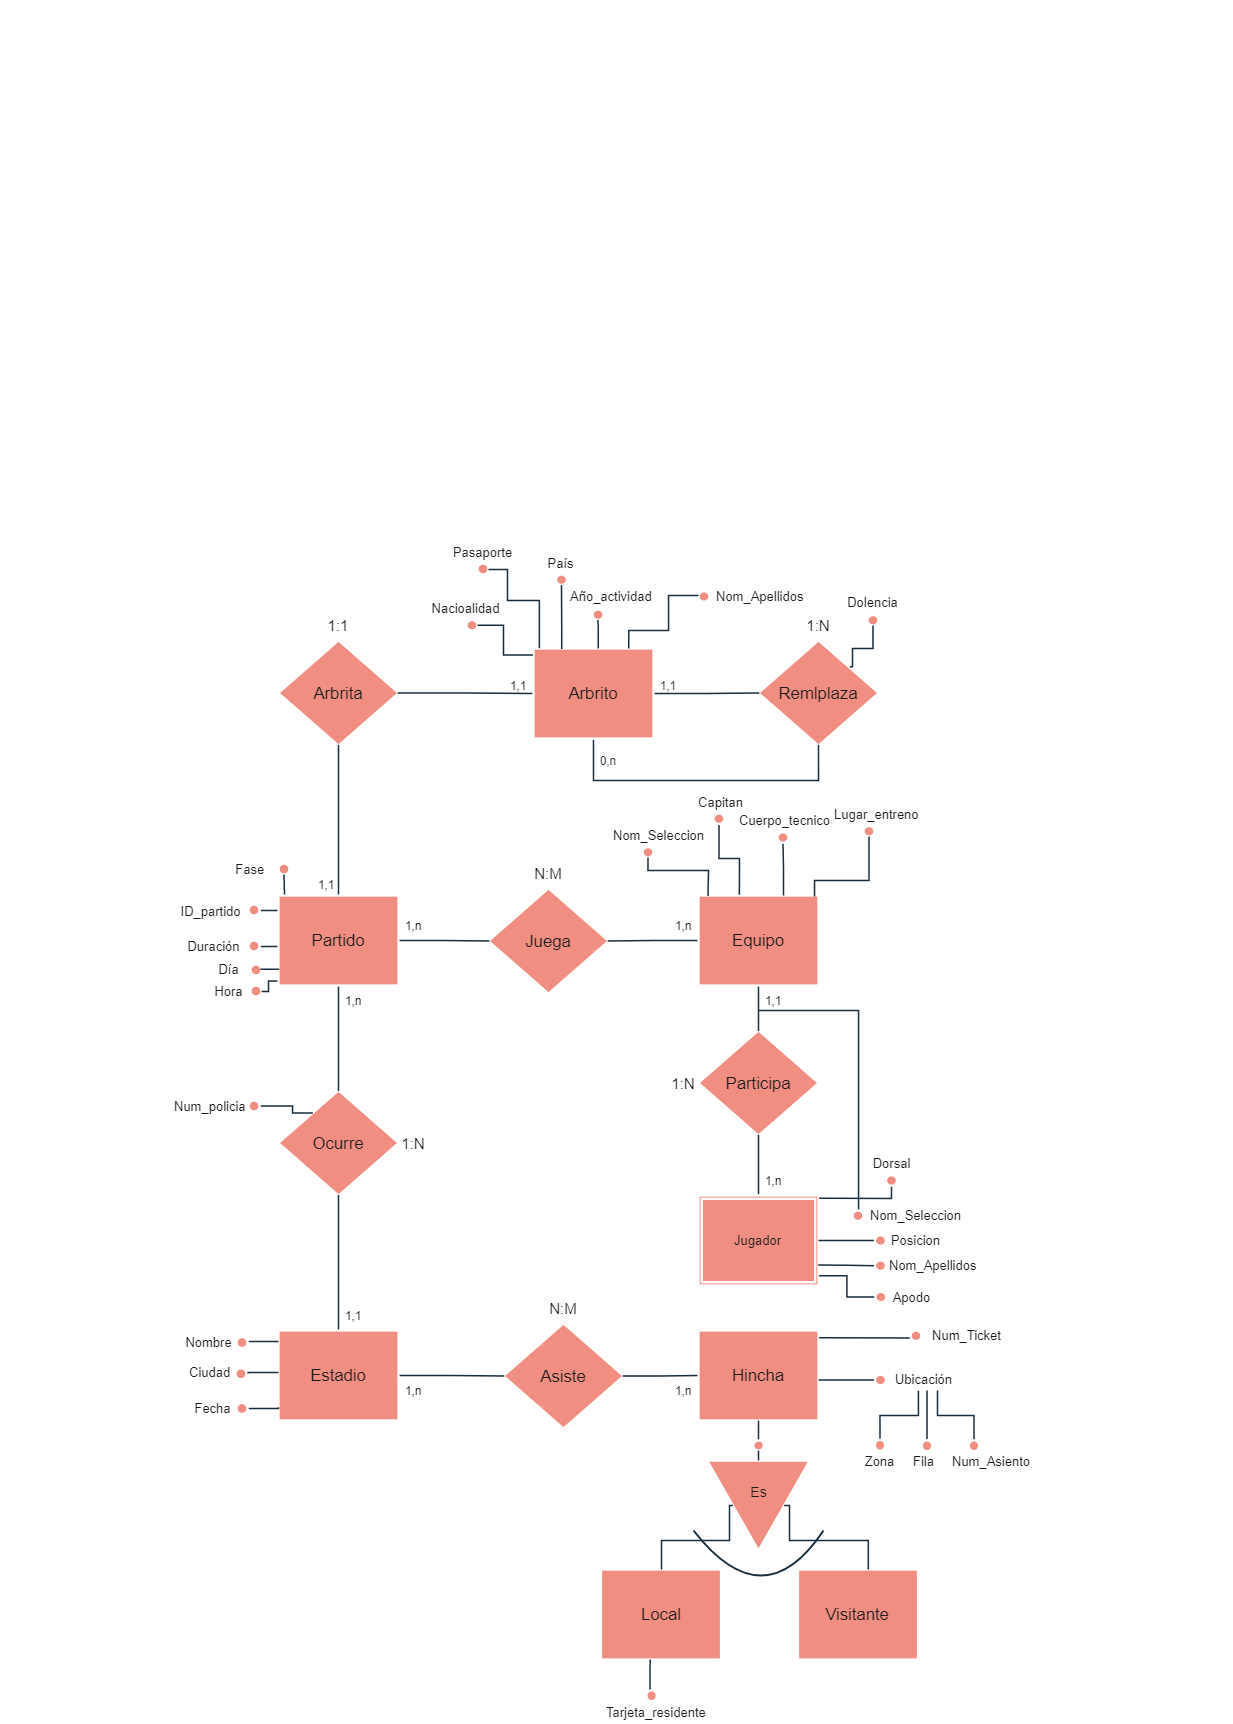 Pasaporte
País
Año_actividad
Nom_Apellidos
Dolencia
Nacioalidad
1:1
1:N
Arbrita
1,1
Arbrito
1,1
Remlplaza
0,n
Capitan
Cuerpo_tecnico
Lugar_entreno
Nom_Seleccion
Fase
1,1
N:M
ID_partido
Partido
1,n
Juega
1,n
Equipo
Duración
Día
Hora
1,n
1,1
Participa
1:N
Num_policia
Ocurre
1:N
Dorsal
1,n
Nom_Seleccion
Jugador
Posicion
Nom_Apellidos
Apodo
1,1
N:M
Nombre
Ciudad
Fecha
Estadio
1,n
Asiste
1,n
Hincha
Num_Ticket
Ubicación
Zona
Fila
Num_Asiento
Es
Local
Visitante
Tarjeta_residente